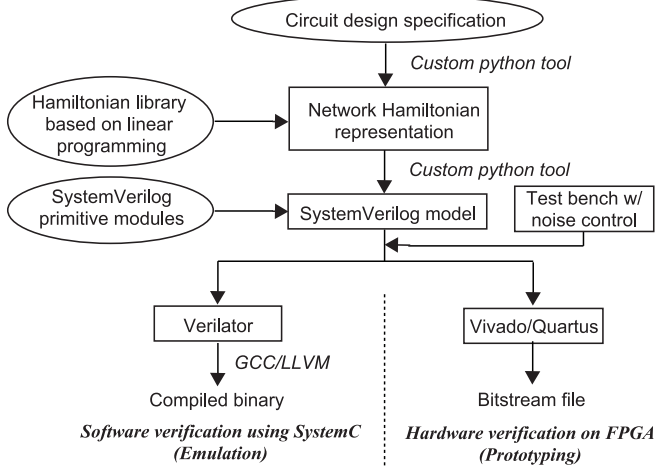 Circuit design specification
Custom python tool
Hamiltonian library
based on linear
programming
Network Hamiltonian
representation
Custom python tool
SystemVerilog
primitive modules
SystemVerilog model
Test bench w/
noise control
Verilator
Vivado/Quartus
GCC/LLVM
Compiled binary
Bitstream file
Software verification using SystemC
(Emulation)
Hardware verification on FPGA
(Prototyping)